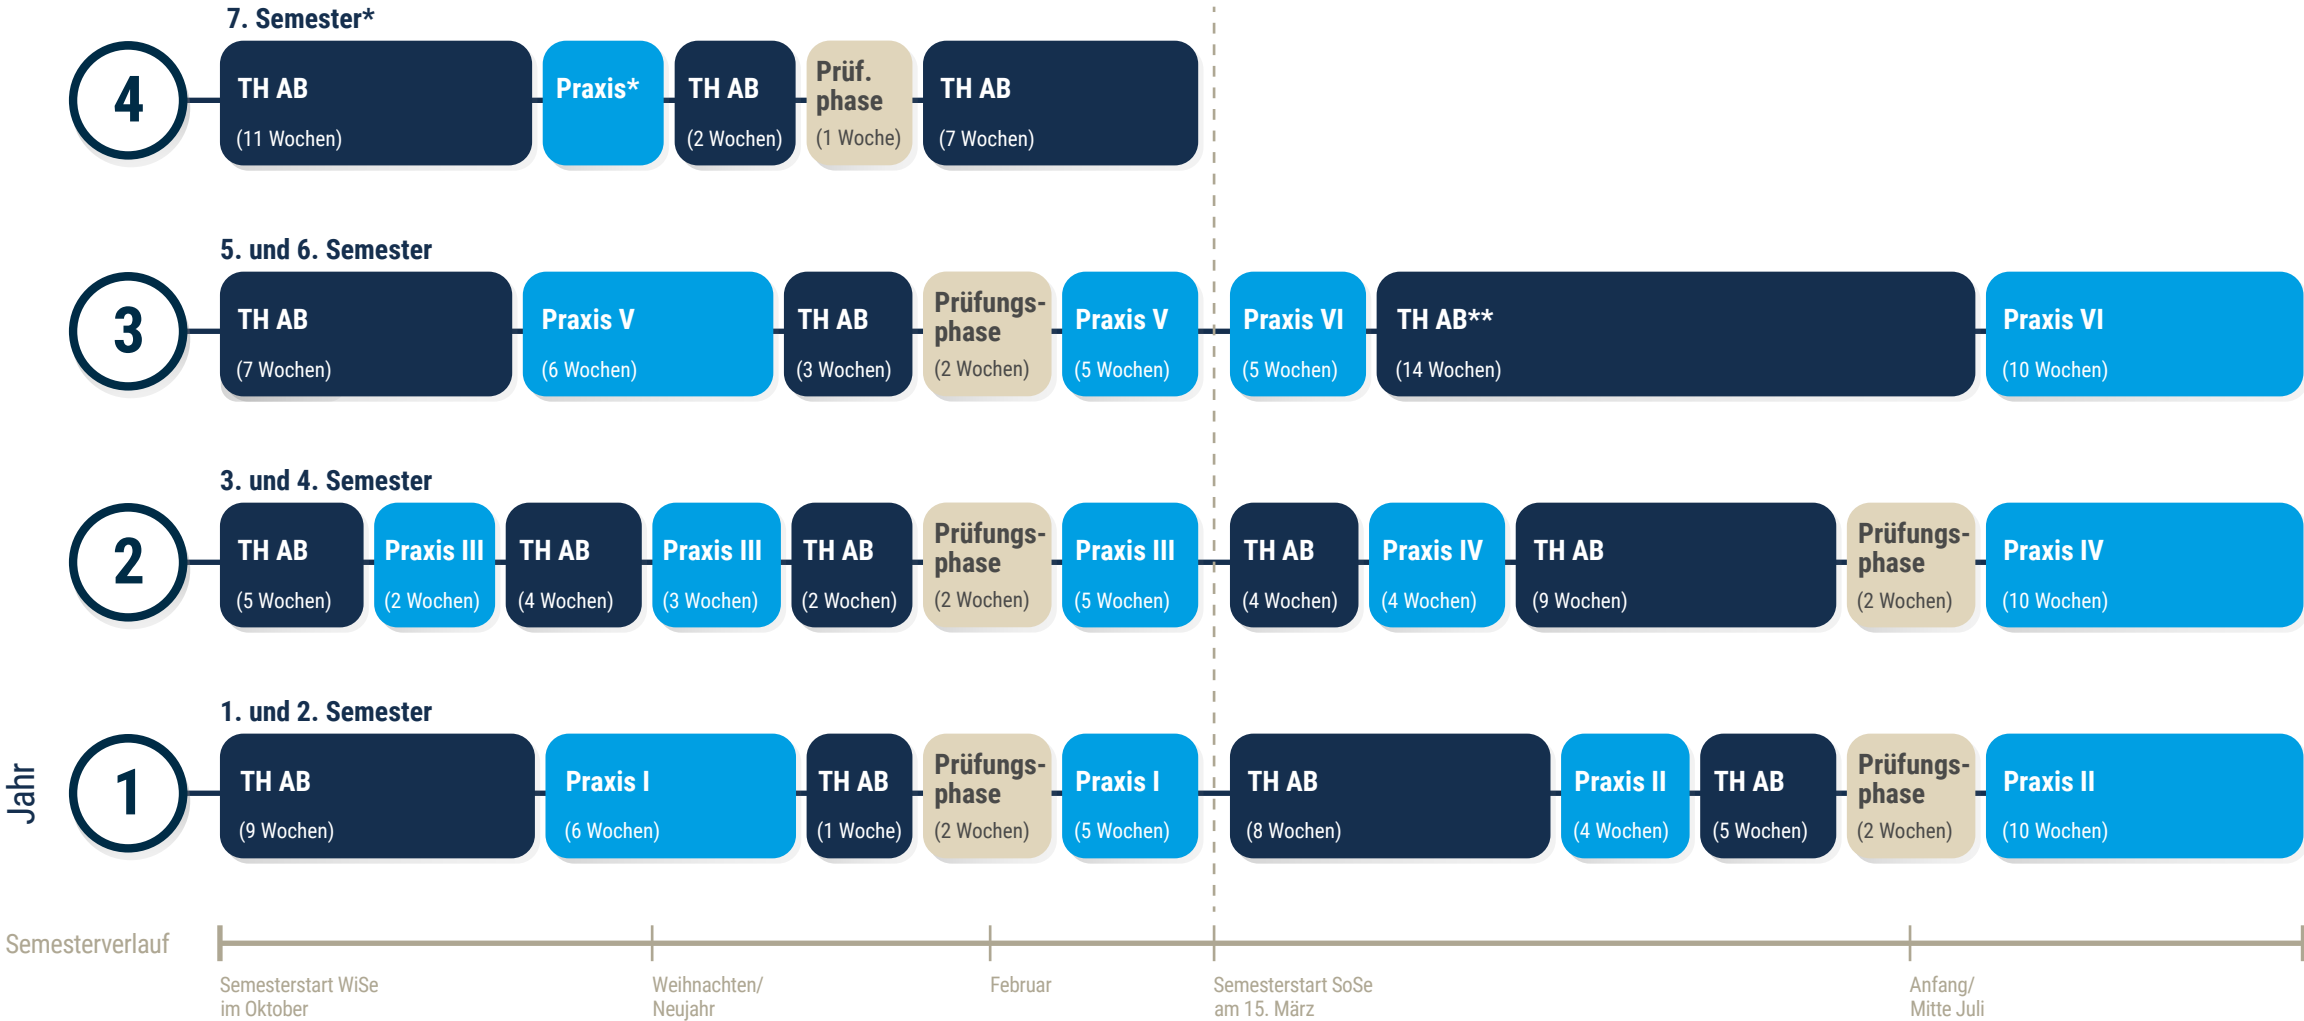 7. Semester*
4
TH AB
(11 Wochen)
Praxis*
TH AB
(2 Wochen)
Prüf.
phase
(1 Woche)
TH AB
(7 Wochen)
5. und 6. Semester
3
TH AB
(7 Wochen)
Praxis V
(6 Wochen)
TH AB
(3 Wochen)
Prüfungs-
phase
(2 Wochen)
Praxis V
(5 Wochen)
Praxis VI
(5 Wochen)
TH AB**
(14 Wochen)
Praxis VI
(10 Wochen)
3. und 4. Semester
2
TH AB
(5 Wochen)
Praxis III
(2 Wochen)
TH AB
(4 Wochen)
Praxis III
(3 Wochen)
TH AB
(2 Wochen)
Prüfungs-
phase
(2 Wochen)
Praxis III
(5 Wochen)
TH AB
(4 Wochen)
Praxis IV
(4 Wochen)
TH AB
(9 Wochen)
Prüfungs-
phase
(2 Wochen)
Praxis IV
(10 Wochen)
1. und 2. Semester
Jahr
1
TH AB
(9 Wochen)
Praxis I
(6 Wochen)
TH AB
(1 Woche)
Prüfungs-
phase
(2 Wochen)
Praxis I
(5 Wochen)
TH AB
(8 Wochen)
Praxis II
(4 Wochen)
TH AB
(5 Wochen)
Prüfungs-
phase
(2 Wochen)
Praxis II
(10 Wochen)
Semesterverlauf
Semesterstart WiSe
im Oktober
Weihnachten/
Neujahr
Februar
Semesterstart SoSe
am 15. März
Anfang/
Mitte Juli